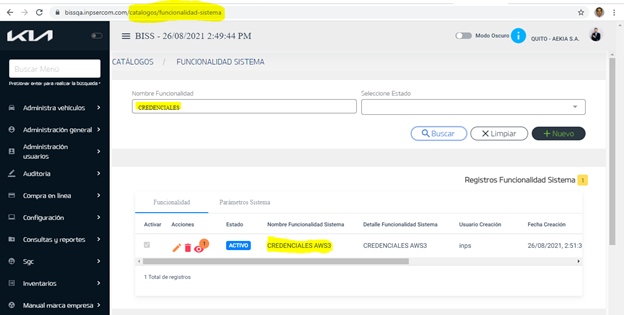 bissqa.inpsercom.com/catalogos/funcionalidad-sistema
KIA
BISS - 26/08/2021 2:49:44 PM
Modo Oscuro
QUITO - AEKIA S.A.
Buscar Menú
Presionar enter para realizar la búsqueda *
Administra vehículos
Administración general
Administración usuarios
Auditoría
Compra en línea
Configuración
Consultas y reportes
Sgc
Inventarios
Manual marca empresa
CATÁLOGOS / FUNCIONALIDAD SISTEMA
Nombre Funcionalidad
Seleccione Estado
CREDENCIALES
Buscar
Limpiar
Nuevo
Registros Funcionalidad Sistema 1
Funcionalidad
Parámetros Sistema
Activar Acciones Estado Nombre Funcionalidad Sistema Detalle Funcionalidad Sistema Usuario Creación Fecha Creación
1 ACTIVO CREDENCIALES AWS3 CREDENCIALES AWS3 inps 26/08/2021, 2:51:3
1 Total de registros